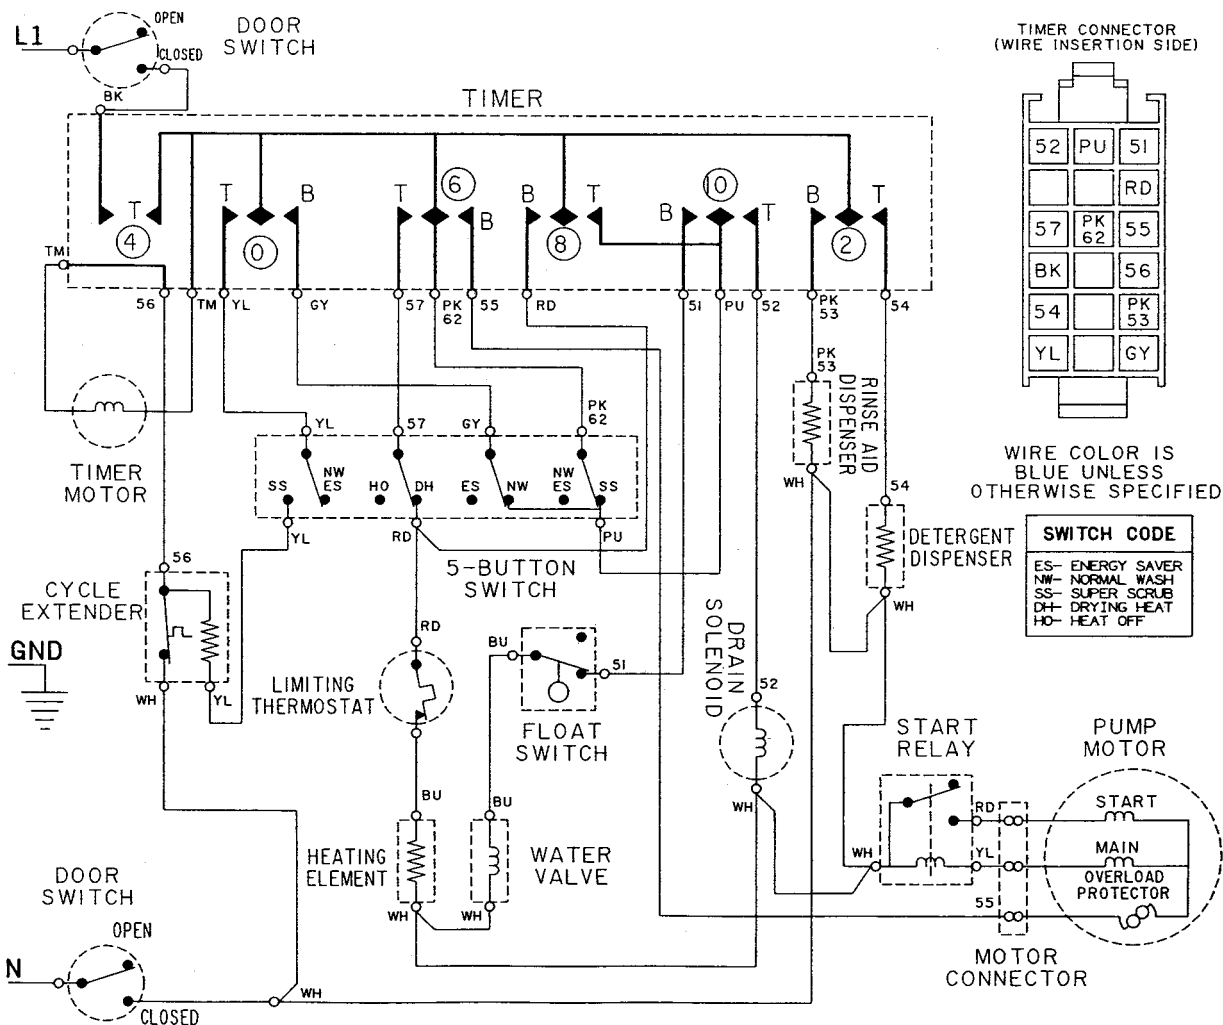 L1
OPEN
CLOSED
DOOR
SWITCH
BK
TIMER
TIMER CONNECTOR
(WIRE INSERTION SIDE)
52 PU 51
RD
57 PK 62 55
BK 56
54 PK 53
YL GY
WIRE COLOR IS
BLUE UNLESS
OTHERWISE SPECIFIED
SWITCH CODE
ES- ENERGY SAVER
NW- NORMAL WASH
SS- SUPER SCRUB
DH- DRYING HEAT
HO- HEAT OFF
T
4
T
B
0
T
6
B
B
T
8
10
B
T
B
T
2
TM
56
TM
YL
GY
57
PK
62
55
RD
51
PU
52
PK
53
54
TIMER
MOTOR
YL
57
GY
PK
62
SS
NW
ES
HO
DH
ES
NW
NW
ES
SS
YL
RD
PU
5-BUTTON
SWITCH
PK
53
RINSE AID
DISPENSER
WH
54
DETERGENT
DISPENSER
WH
56
CYCLE
EXTENDER
WH
YL
GND
RD
LIMITING
THERMOSTAT
BU
51
FLOAT
SWITCH
DRAIN
SOLENOID
52
WH
BU
HEATING
ELEMENT
WH
BU
WATER
VALVE
WH
START
RELAY
WH
RD
YL
55
MOTOR
CONNECTOR
PUMP
MOTOR
START
MAIN
OVERLOAD
PROTECTOR
DOOR
SWITCH
OPEN
N
CLOSED
WH